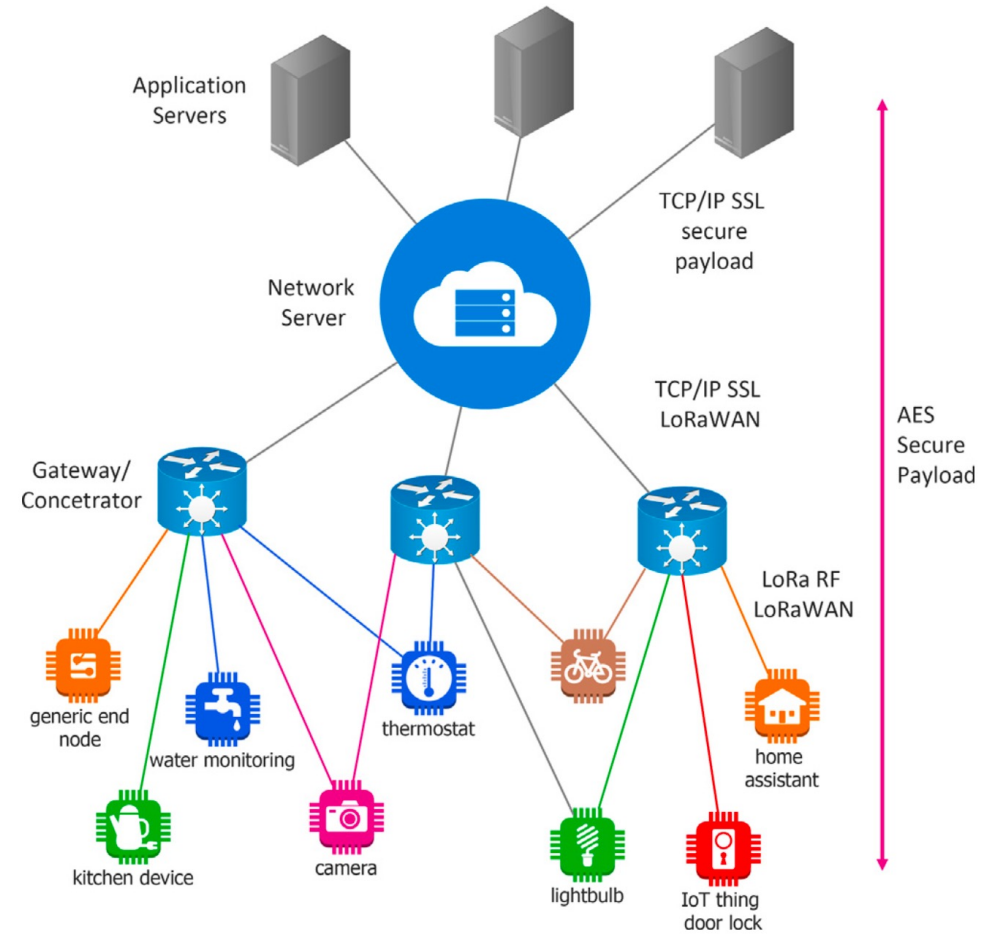 Application
Servers
TCP/IP SSL
secure
payload
Network
Server
TCP/IP SSL
LoRaWAN
AES
Secure
Payload
Gateway/
Concetrator
LoRa RF
LoRaWAN
generic end
node
water monitoring
thermostat
home
assistant
kitchen device
camera
lightbulb
IoT thing
door lock